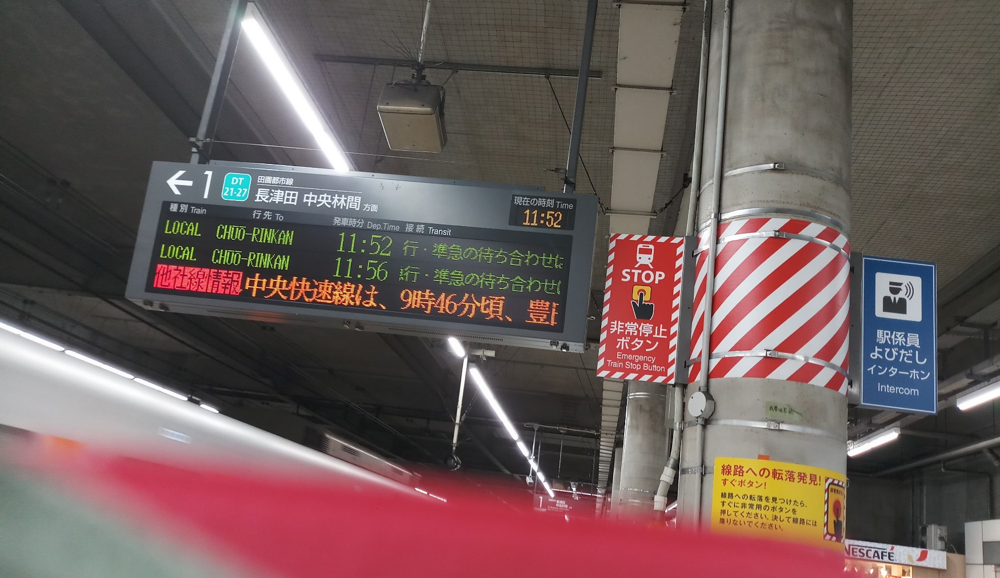 ← 1
DT
21-27
田園都市線
長津田 中央林間 方面
現在の時刻 Time
11:52
種別 Train 行先 To 発車時分 Dep.Time 接続 Transit
LOCAL CHŪŌ-RINKAN 11:52 行・準急の待ち合わせに
LOCAL CHŪŌ-RINKAN 11:56 行・準急の待ち合わせ
他社線情報 中央快速線は、9時46分頃、豊
STOP
非常停止
ボタン
Emergency
Train Stop Button
駅係員
よびだし
インターホン
Intercom
線路への転落発見!
すぐボタン!
線路への転落を見つけたら、
すぐに非常用のボタンを
押してください。決して線路には
降りないでください。
1 長津田
中央林間
NESCAFÉ